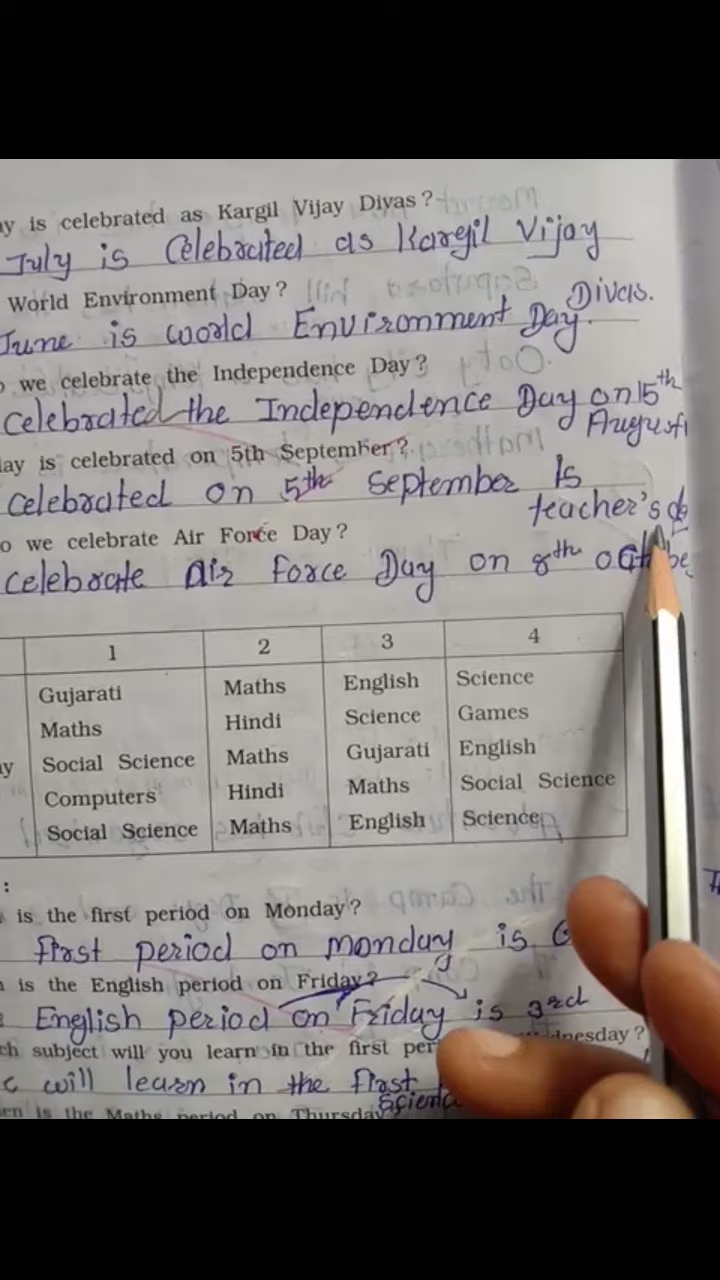 is celebrated as Kargil Vijay Divas?
July is Celebrated as Kargil Vijay
Divas.
World Environment Day?
June is world Environment Day.
we celebrate the Independence Day?
celebrated the Independence Day on 15th
August
is celebrated on 5th September?
celebrated on 5th September Is
teacher's
we celebrate Air Force Day?
celebrate Air force Day on 8th
1 2 3 4
Gujarati Maths English Science
Maths Hindi Science Games
Social Science Maths Gujarati English
Computers Hindi Maths Social Science
Social Science Maths English Science
:
is the first period on Monday?
first period on monday is
is the English period on Friday?
English period on Friday is 3rd
subject will you learn in the first
will learn in the first
is the Maths period on Thursday